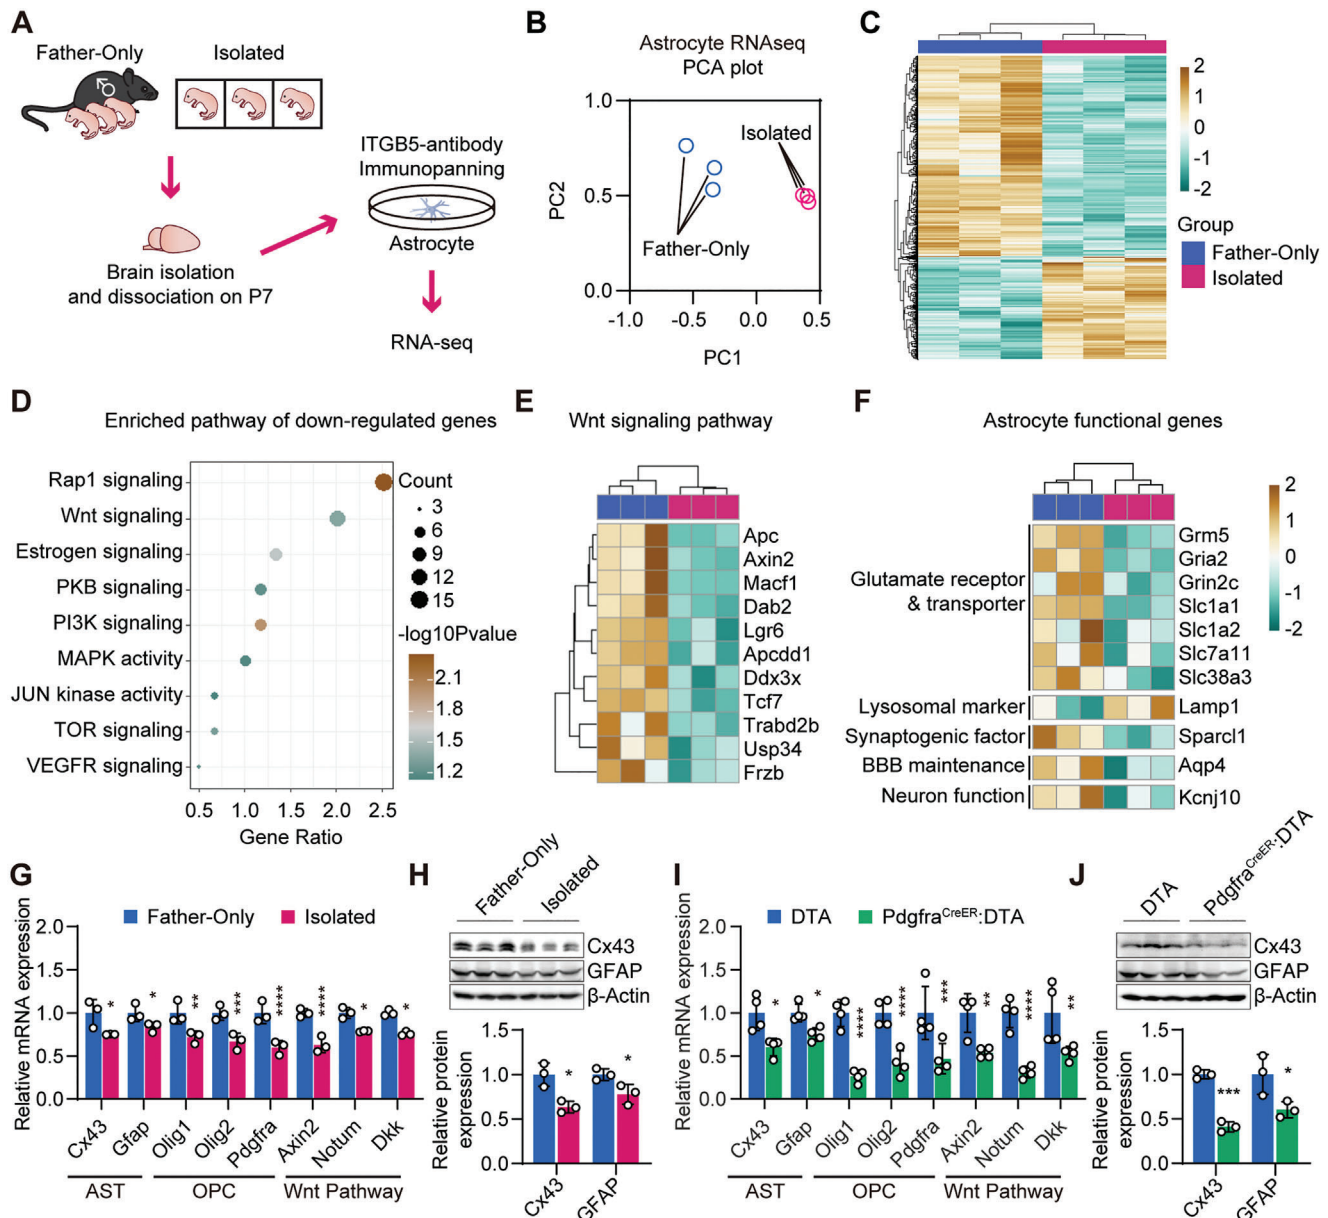 A
Father-Only
Isolated
ITGB5-antibody
Immunopanning
Astrocyte
Brain isolation
and dissociation on P7
RNA-seq
B
Astrocyte RNAseq
PCA plot
1.0
0.5
0.0
PC2
Isolated
Father-Only
-1.0
-0.5
0.0
0.5
PC1
C
2
1
0
-1
-2
Group
Father-Only
Isolated
D
Enriched pathway of down-regulated genes
Rap1 signaling
Wnt signaling
Estrogen signaling
PKB signaling
PI3K signaling
MAPK activity
JUN kinase activity
TOR signaling
VEGFR signaling
0.5
1.0
1.5
2.0
2.5
Gene Ratio
Count
3
6
9
12
15
-log10Pvalue
2.1
1.8
1.5
1.2
E
Wnt signaling pathway
Apc
Axin2
Macf1
Dab2
Lgr6
Apcdd1
Ddx3x
Tcf7
Trabd2b
Usp34
Frzb
F
Astrocyte functional genes
Glutamate receptor
& transporter
Grm5
Gria2
Grin2c
Slc1a1
Slc1a2
Slc7a11
Slc38a3
Lysosomal marker
Lamp1
Synaptogenic factor
Sparcl1
BBB maintenance
Aqp4
Neuron function
Kcnj10
2
1
0
-1
-2
G
Father-Only
Isolated
Relative mRNA expression
2.0
1.5
1.0
0.5
0.0
*
*
**
***
****
****
*
*
Cx43
Gfap
Olig1
Olig2
Pdgfra
Axin2
Notum
Dkk
AST
OPC
Wnt Pathway
H
Father-Only
Isolated
Cx43
GFAP
β-Actin
Relative protein
expression
1.5
1.0
0.5
0.0
*
*
Cx43
GFAP
I
DTA
PdgfraCreER:DTA
Relative mRNA expression
2.0
1.5
1.0
0.5
0.0
*
*
****
****
***
**
****
**
Cx43
Gfap
Olig1
Olig2
Pdgfra
Axin2
Notum
Dkk
AST
OPC
Wnt Pathway
J
DTA
PdgfraCreER:DTA
Cx43
GFAP
β-Actin
Relative protein
expression
1.5
1.0
0.5
0.0
***
*
Cx43
GFAP